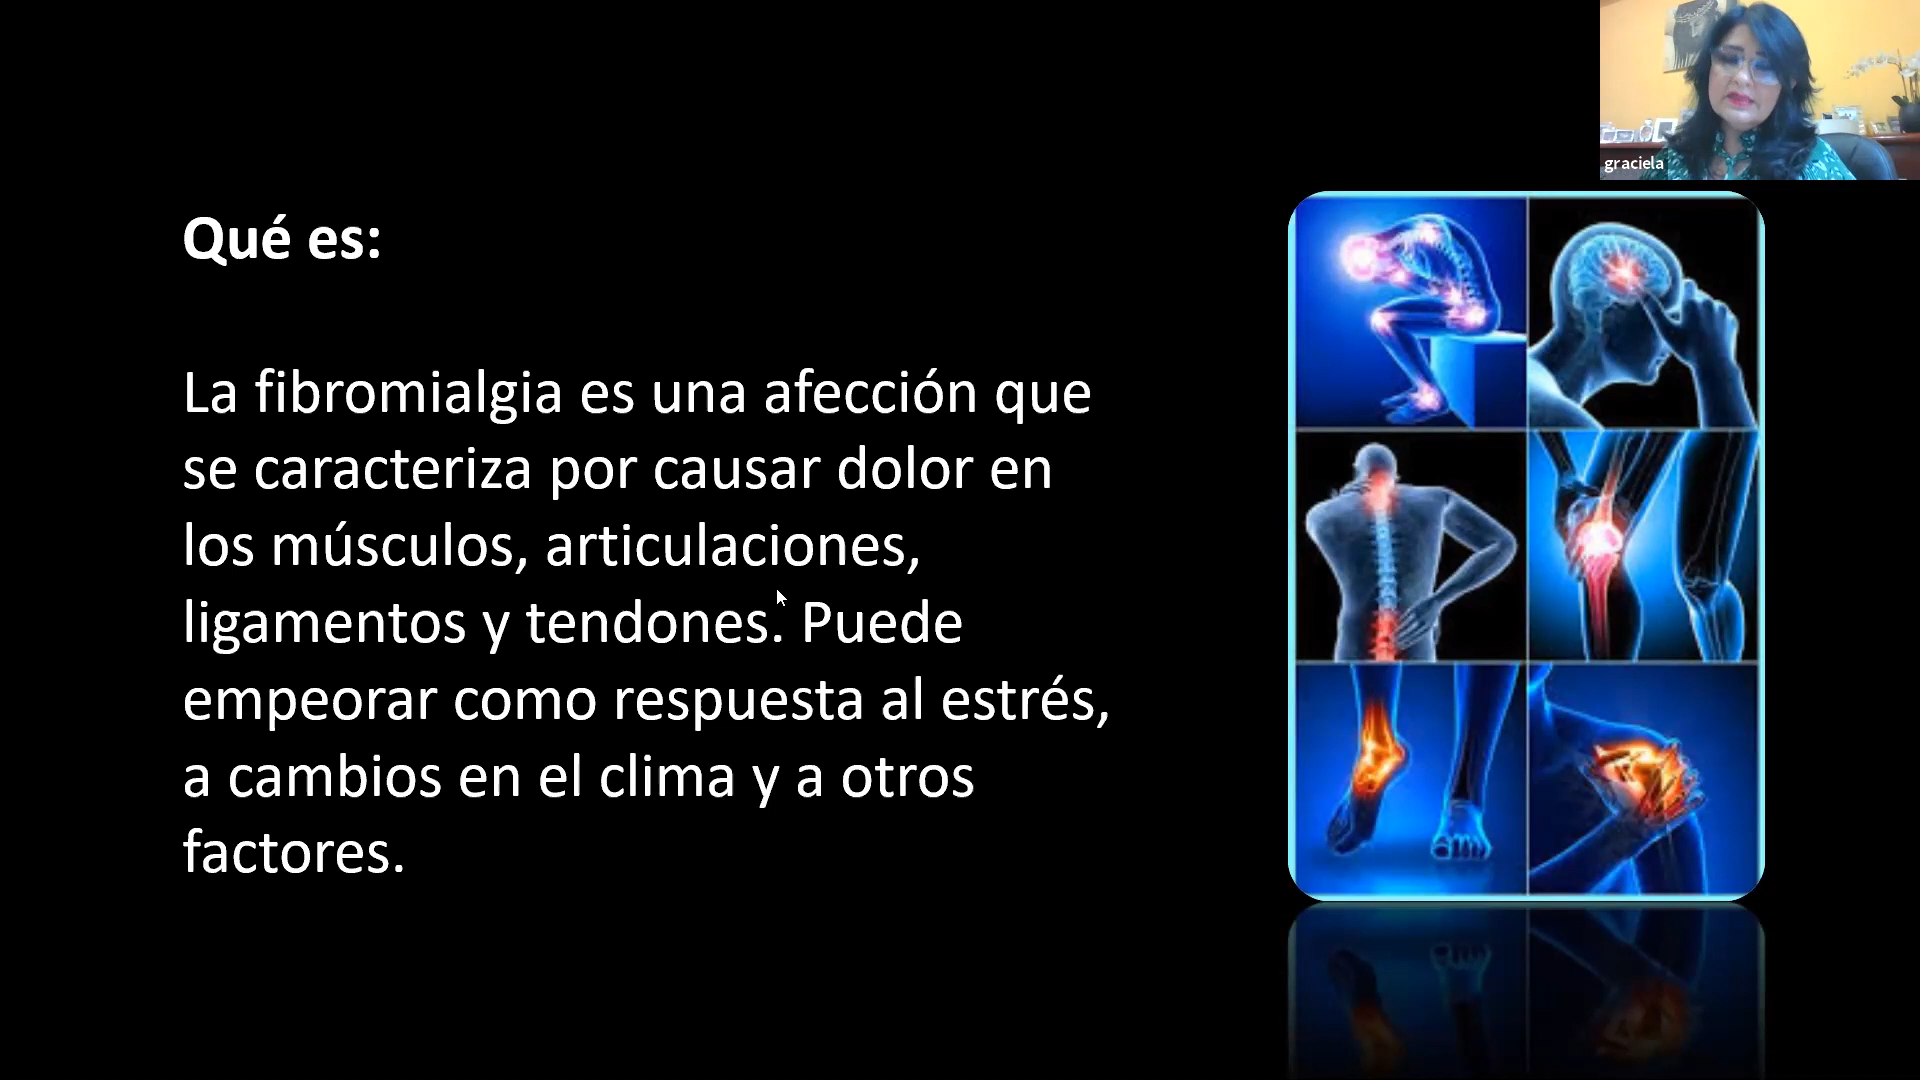 graciela
Qué es:
La fibromialgia es una afección que
se caracteriza por causar dolor en
los músculos, articulaciones,
ligamentos y tendones. Puede
empeorar como respuesta al estrés,
a cambios en el clima y a otros
factores.